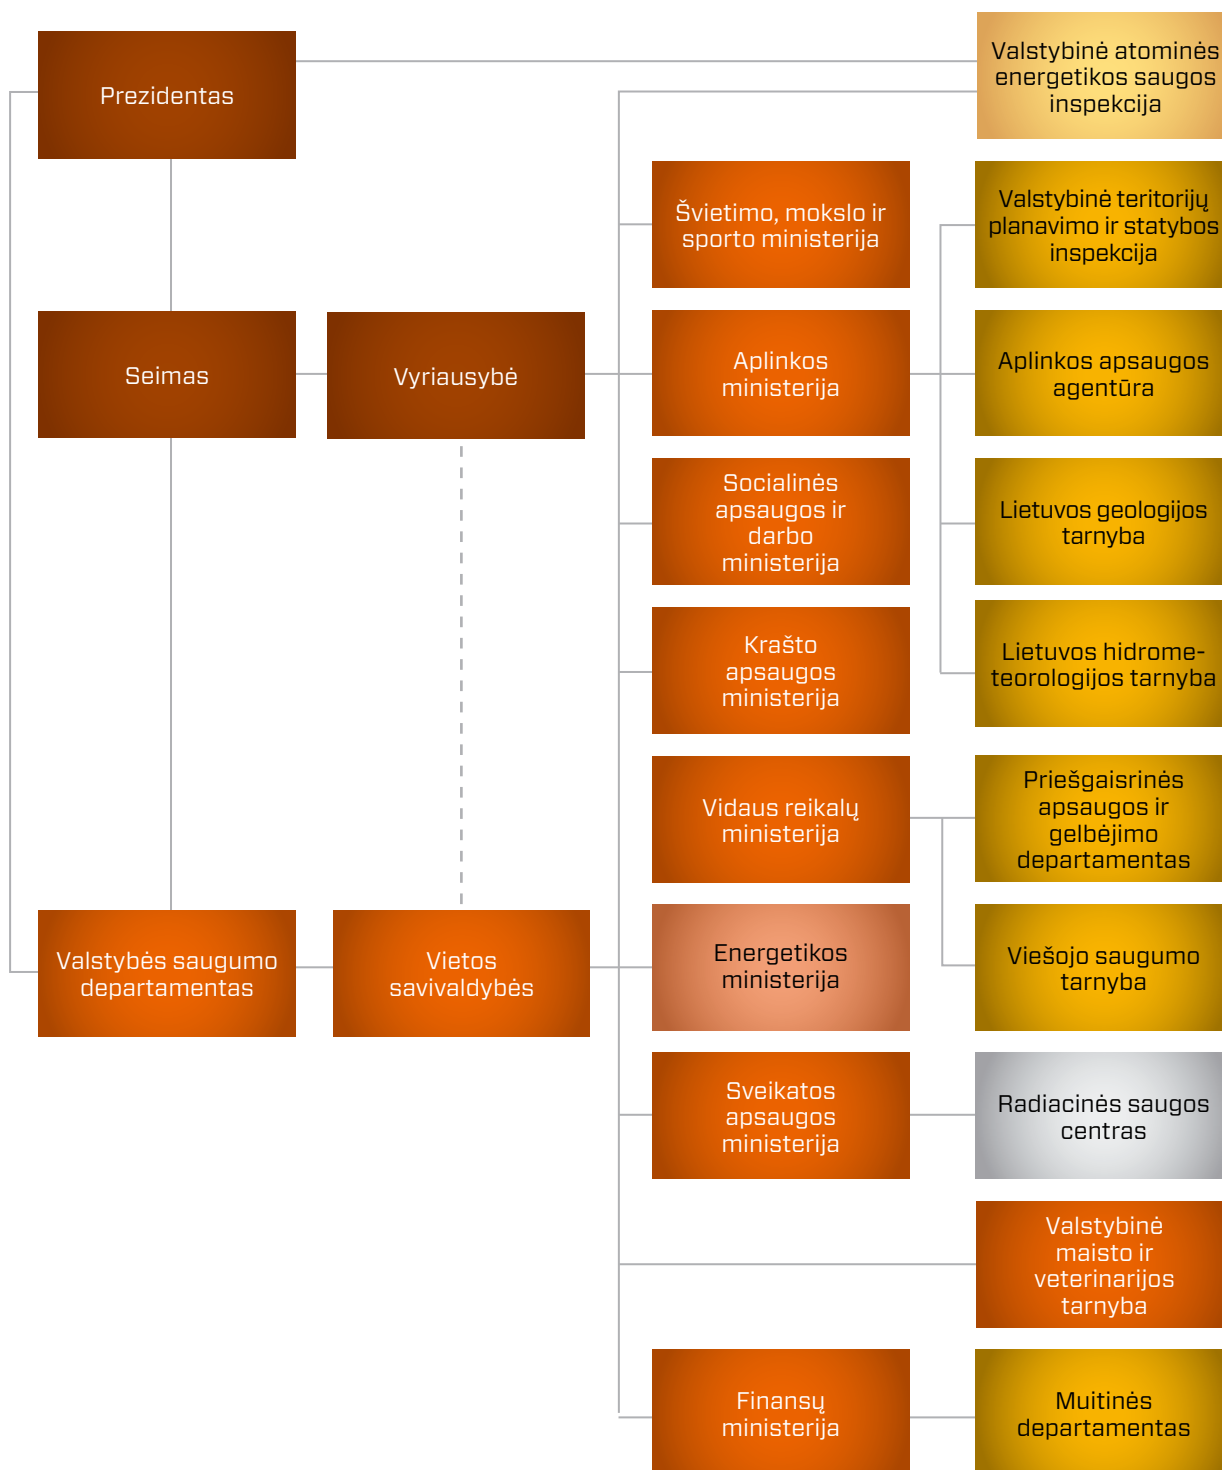 Prezidentas
Valstybinė atominės
energetikos saugos
inspekcija
Švietimo, mokslo ir
sporto ministerija
Valstybinė teritorijų
planavimo ir statybos
inspekcija
Seimas
Vyriausybė
Aplinkos
ministerija
Aplinkos apsaugos
agentūra
Socialinės
apsaugos ir
darbo
ministerija
Lietuvos geologijos
tarnyba
Krašto
apsaugos
ministerija
Lietuvos hidrome-
teorologijos tarnyba
Vidaus reikalų
ministerija
Priešgaisrinės
apsaugos ir
gelbėjimo
departamentas
Valstybės saugumo
departamentas
Vietos
savivaldybės
Energetikos
ministerija
Viešojo saugumo
tarnyba
Sveikatos
apsaugos
ministerija
Radiacinės saugos
centras
Valstybinė
maisto ir
veterinarijos
tarnyba
Finansų
ministerija
Muitinės
departamentas